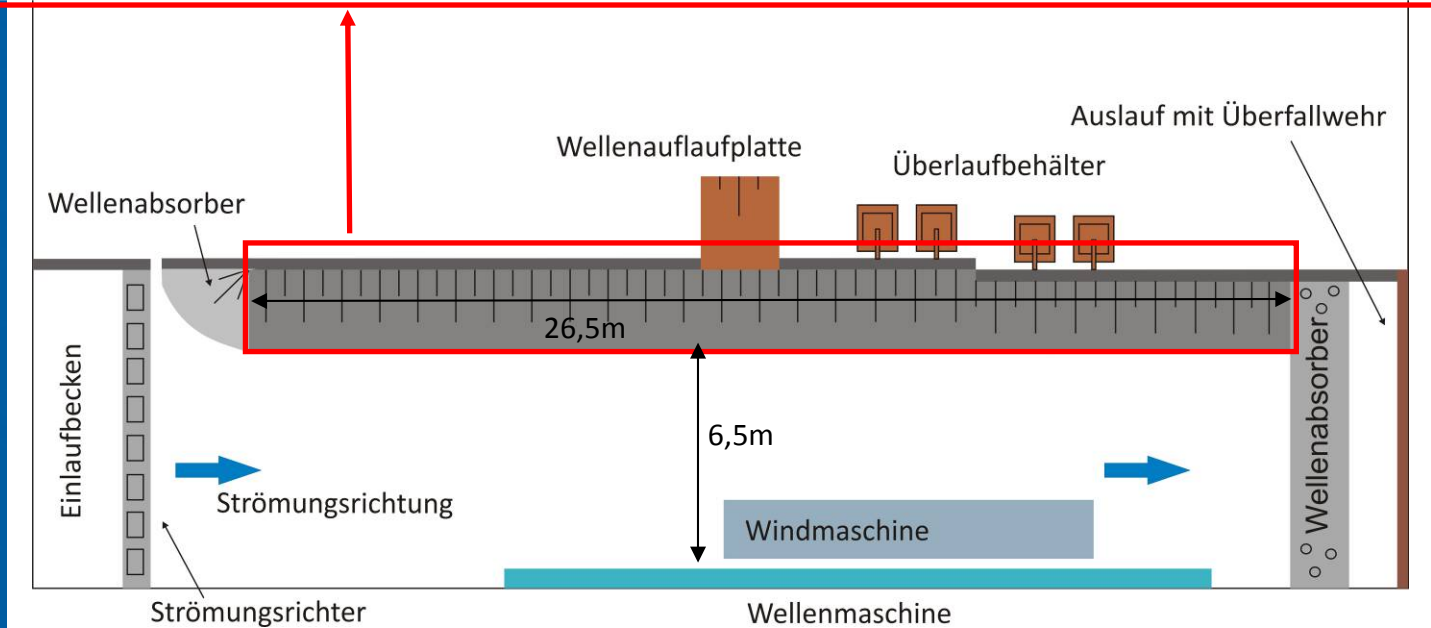 Auslauf mit Überfallwehr
Wellenauflaufplatte
Überlaufbehälter
Wellenabsorber
26,5m
6,5m
Einlaufbecken
Wellenabsorber
Strömungsrichtung
Windmaschine
Strömungsrichter
Wellenmaschine